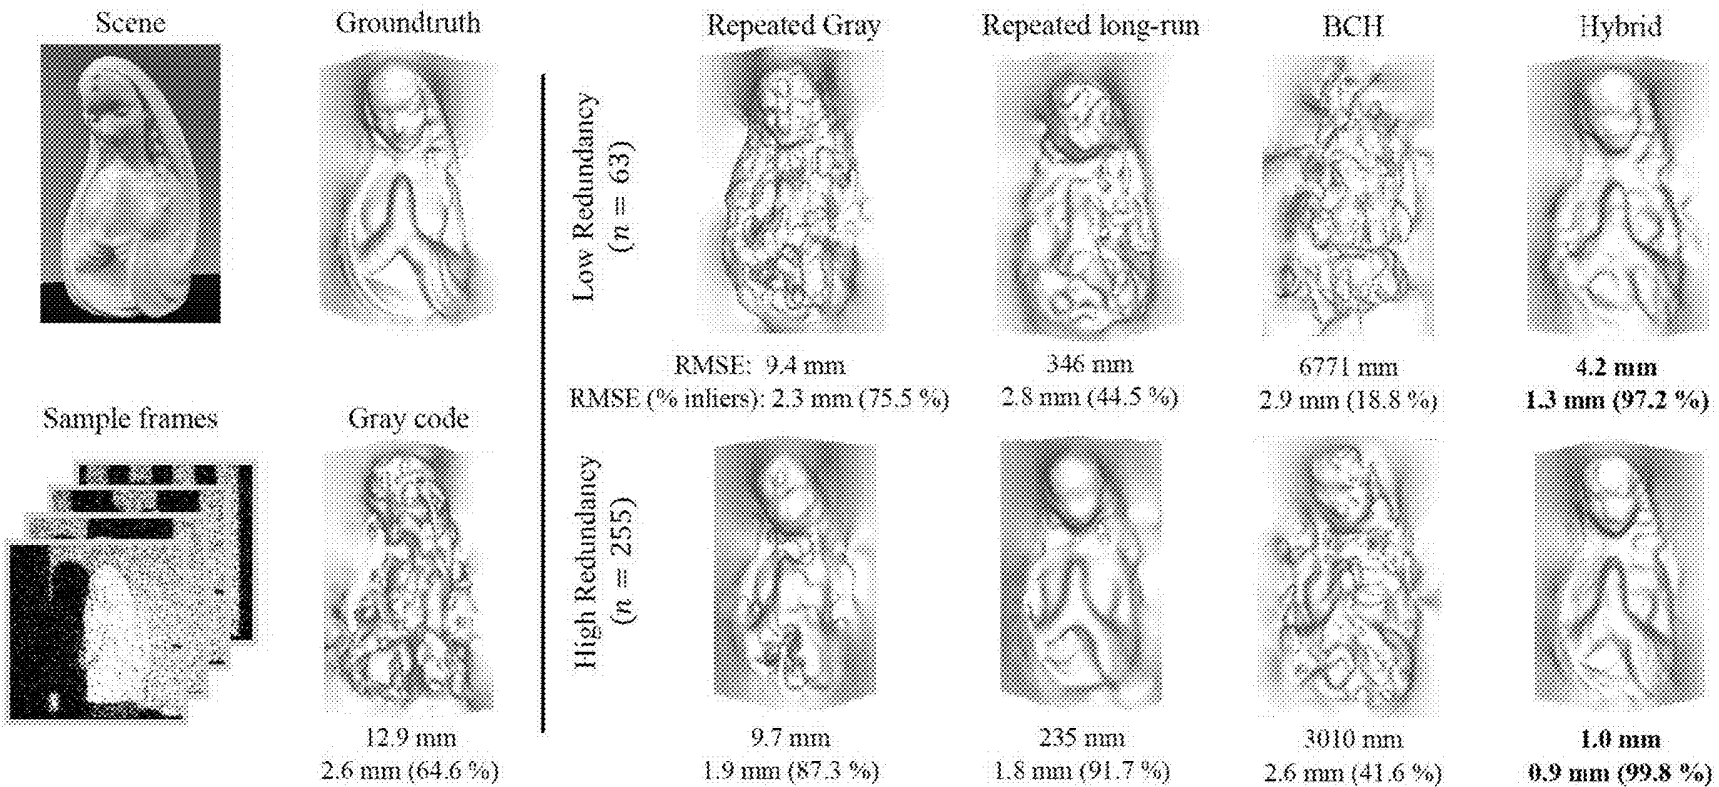 Scene
Groundtruth
Repeated Gray
Repeated long-run
BCH
Hybrid
Low Redundancy
(n = 63)
RMSE: 9.4 mm
346 mm
6771 mm
4.2 mm
RMSE (% inliers): 2.3 mm (75.5 %)
2.8 mm (44.5 %)
2.9 mm (18.8 %)
1.3 mm (97.2 %)
Sample frames
Gray code
High Redundancy
(n = 255)
12.9 mm
9.7 mm
235 mm
3010 mm
1.0 mm
2.6 mm (64.6 %)
1.9 mm (87.3 %)
1.8 mm (91.7 %)
2.6 mm (41.6 %)
0.9 mm (99.8 %)